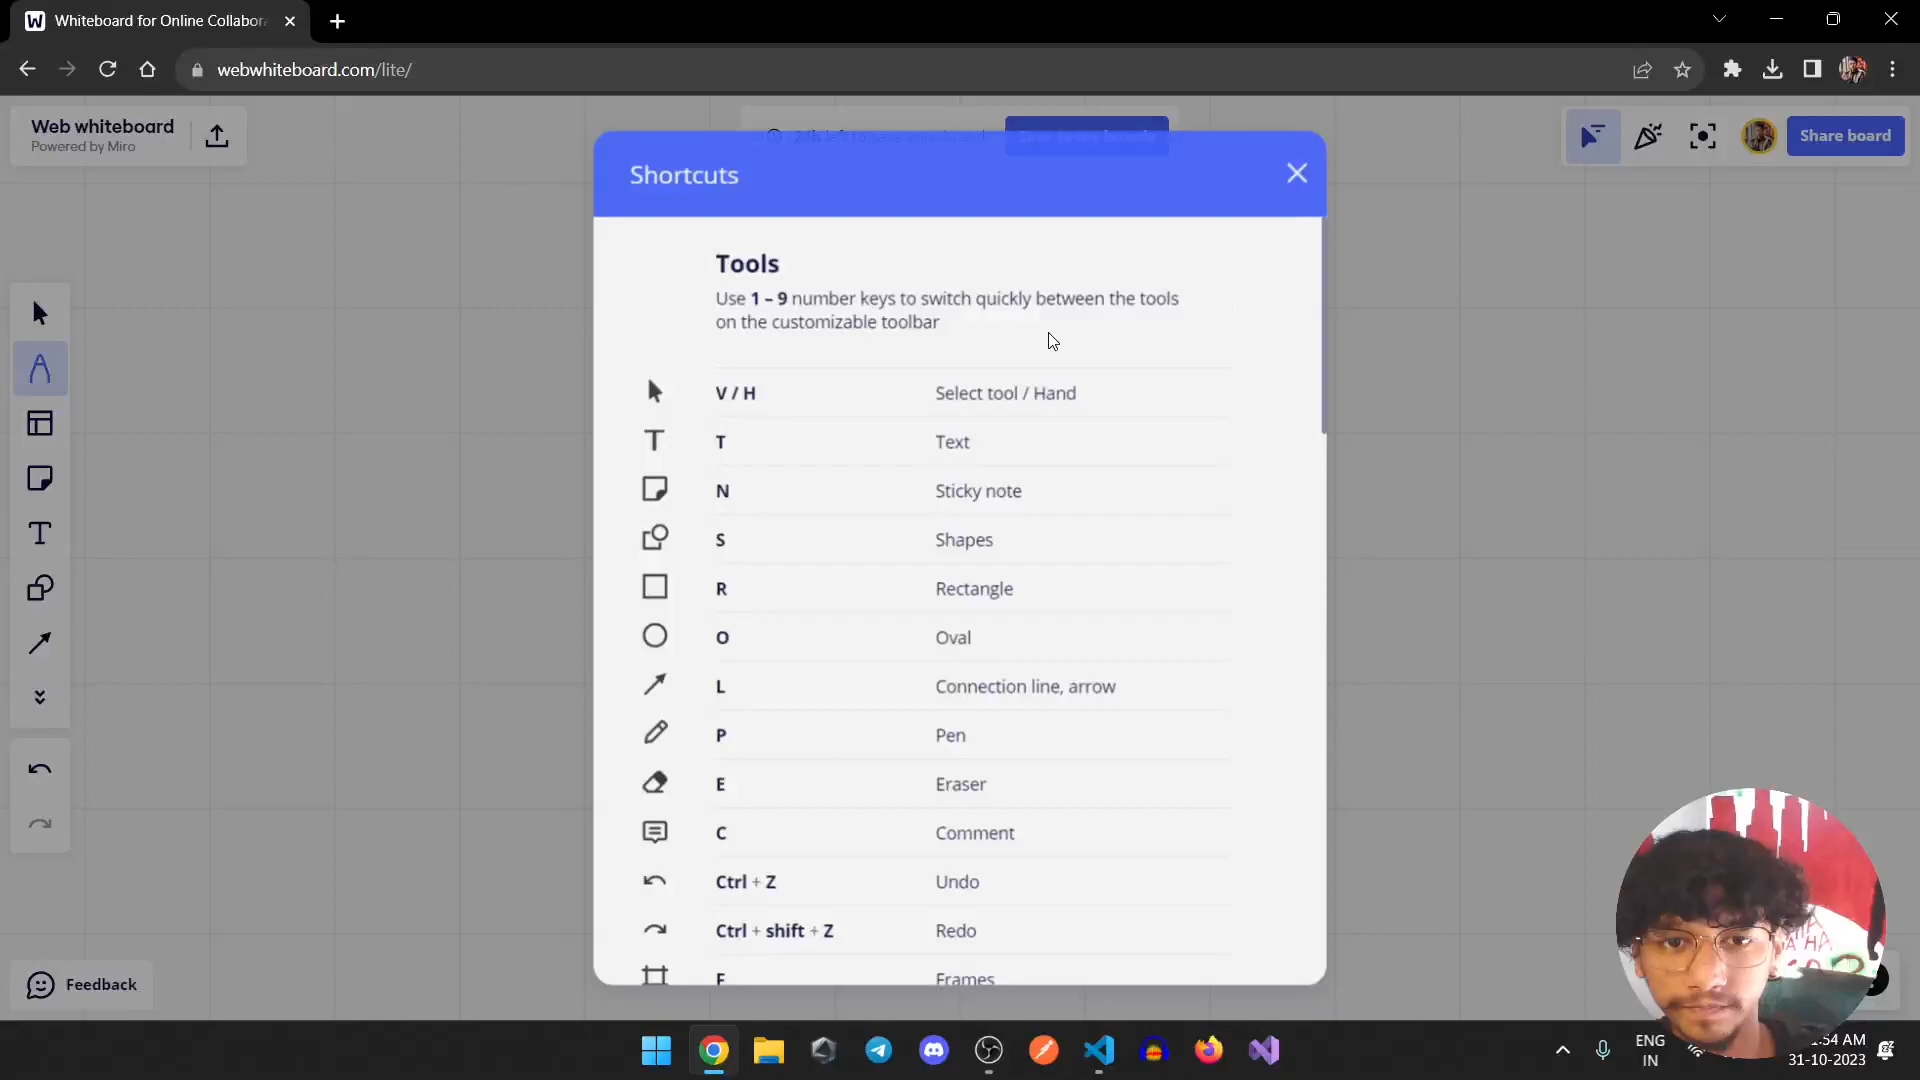 Whiteboard for Online Collabora
webwhiteboard.com/lite/
Web whiteboard
Powered by Miro
Share board
Shortcuts
Tools
Use 1 – 9 number keys to switch quickly between the tools
on the customizable toolbar
V / H Select tool / Hand
T Text
N Sticky note
S Shapes
R Rectangle
O Oval
L Connection line, arrow
P Pen
E Eraser
C Comment
Ctrl + Z Undo
Ctrl + shift + Z Redo
F Frames
Feedback
ENG
IN
:54 AM
31-10-2023